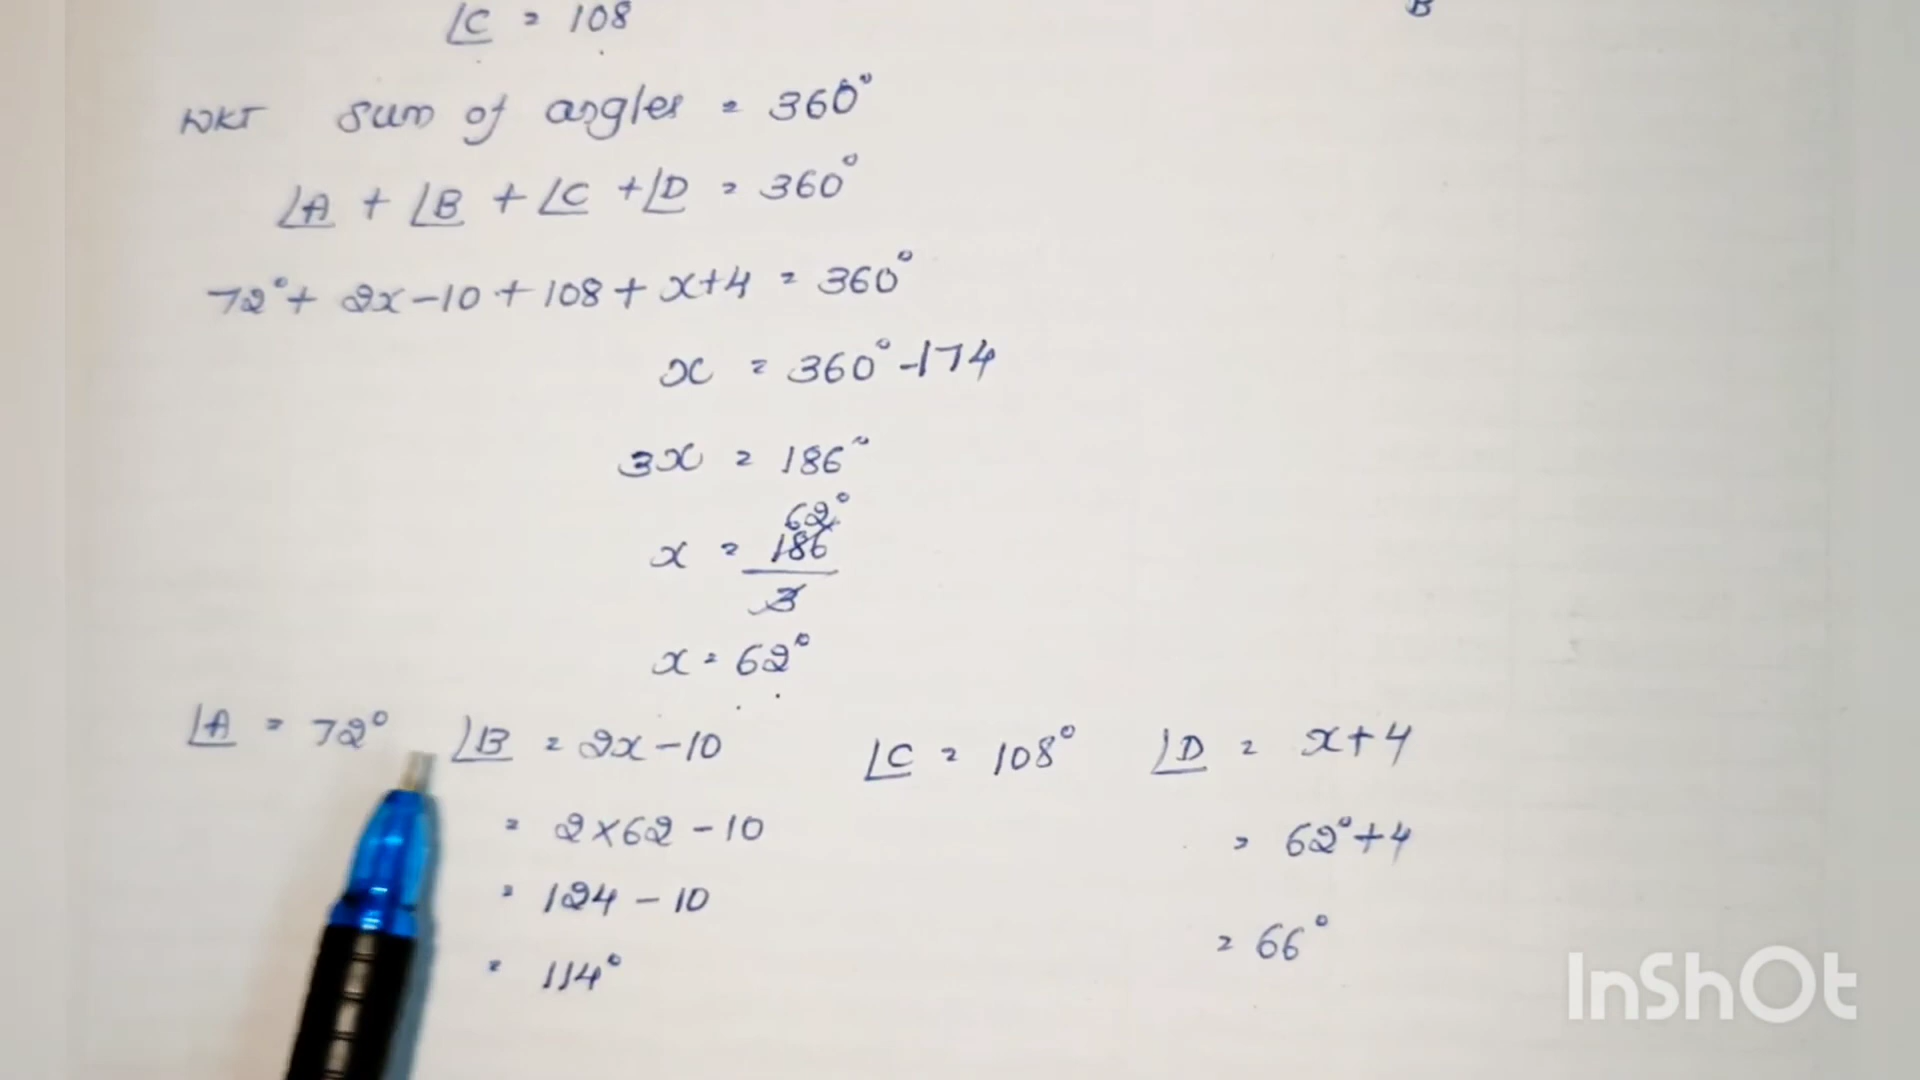 ∠C = 108
B
WKT Sum of angles = 360°
∠A + ∠B + ∠C + ∠D = 360°
72° + 2x - 10 + 108 + x + 4 = 360°
x = 360° - 174
3x = 186°
62°
x = 186
3
x = 62°
∠A = 72° ∠B = 2x - 10 ∠C = 108° ∠D = x + 4
= 2 × 62 - 10 = 62° + 4
= 124 - 10
= 114° = 66°
InShOt